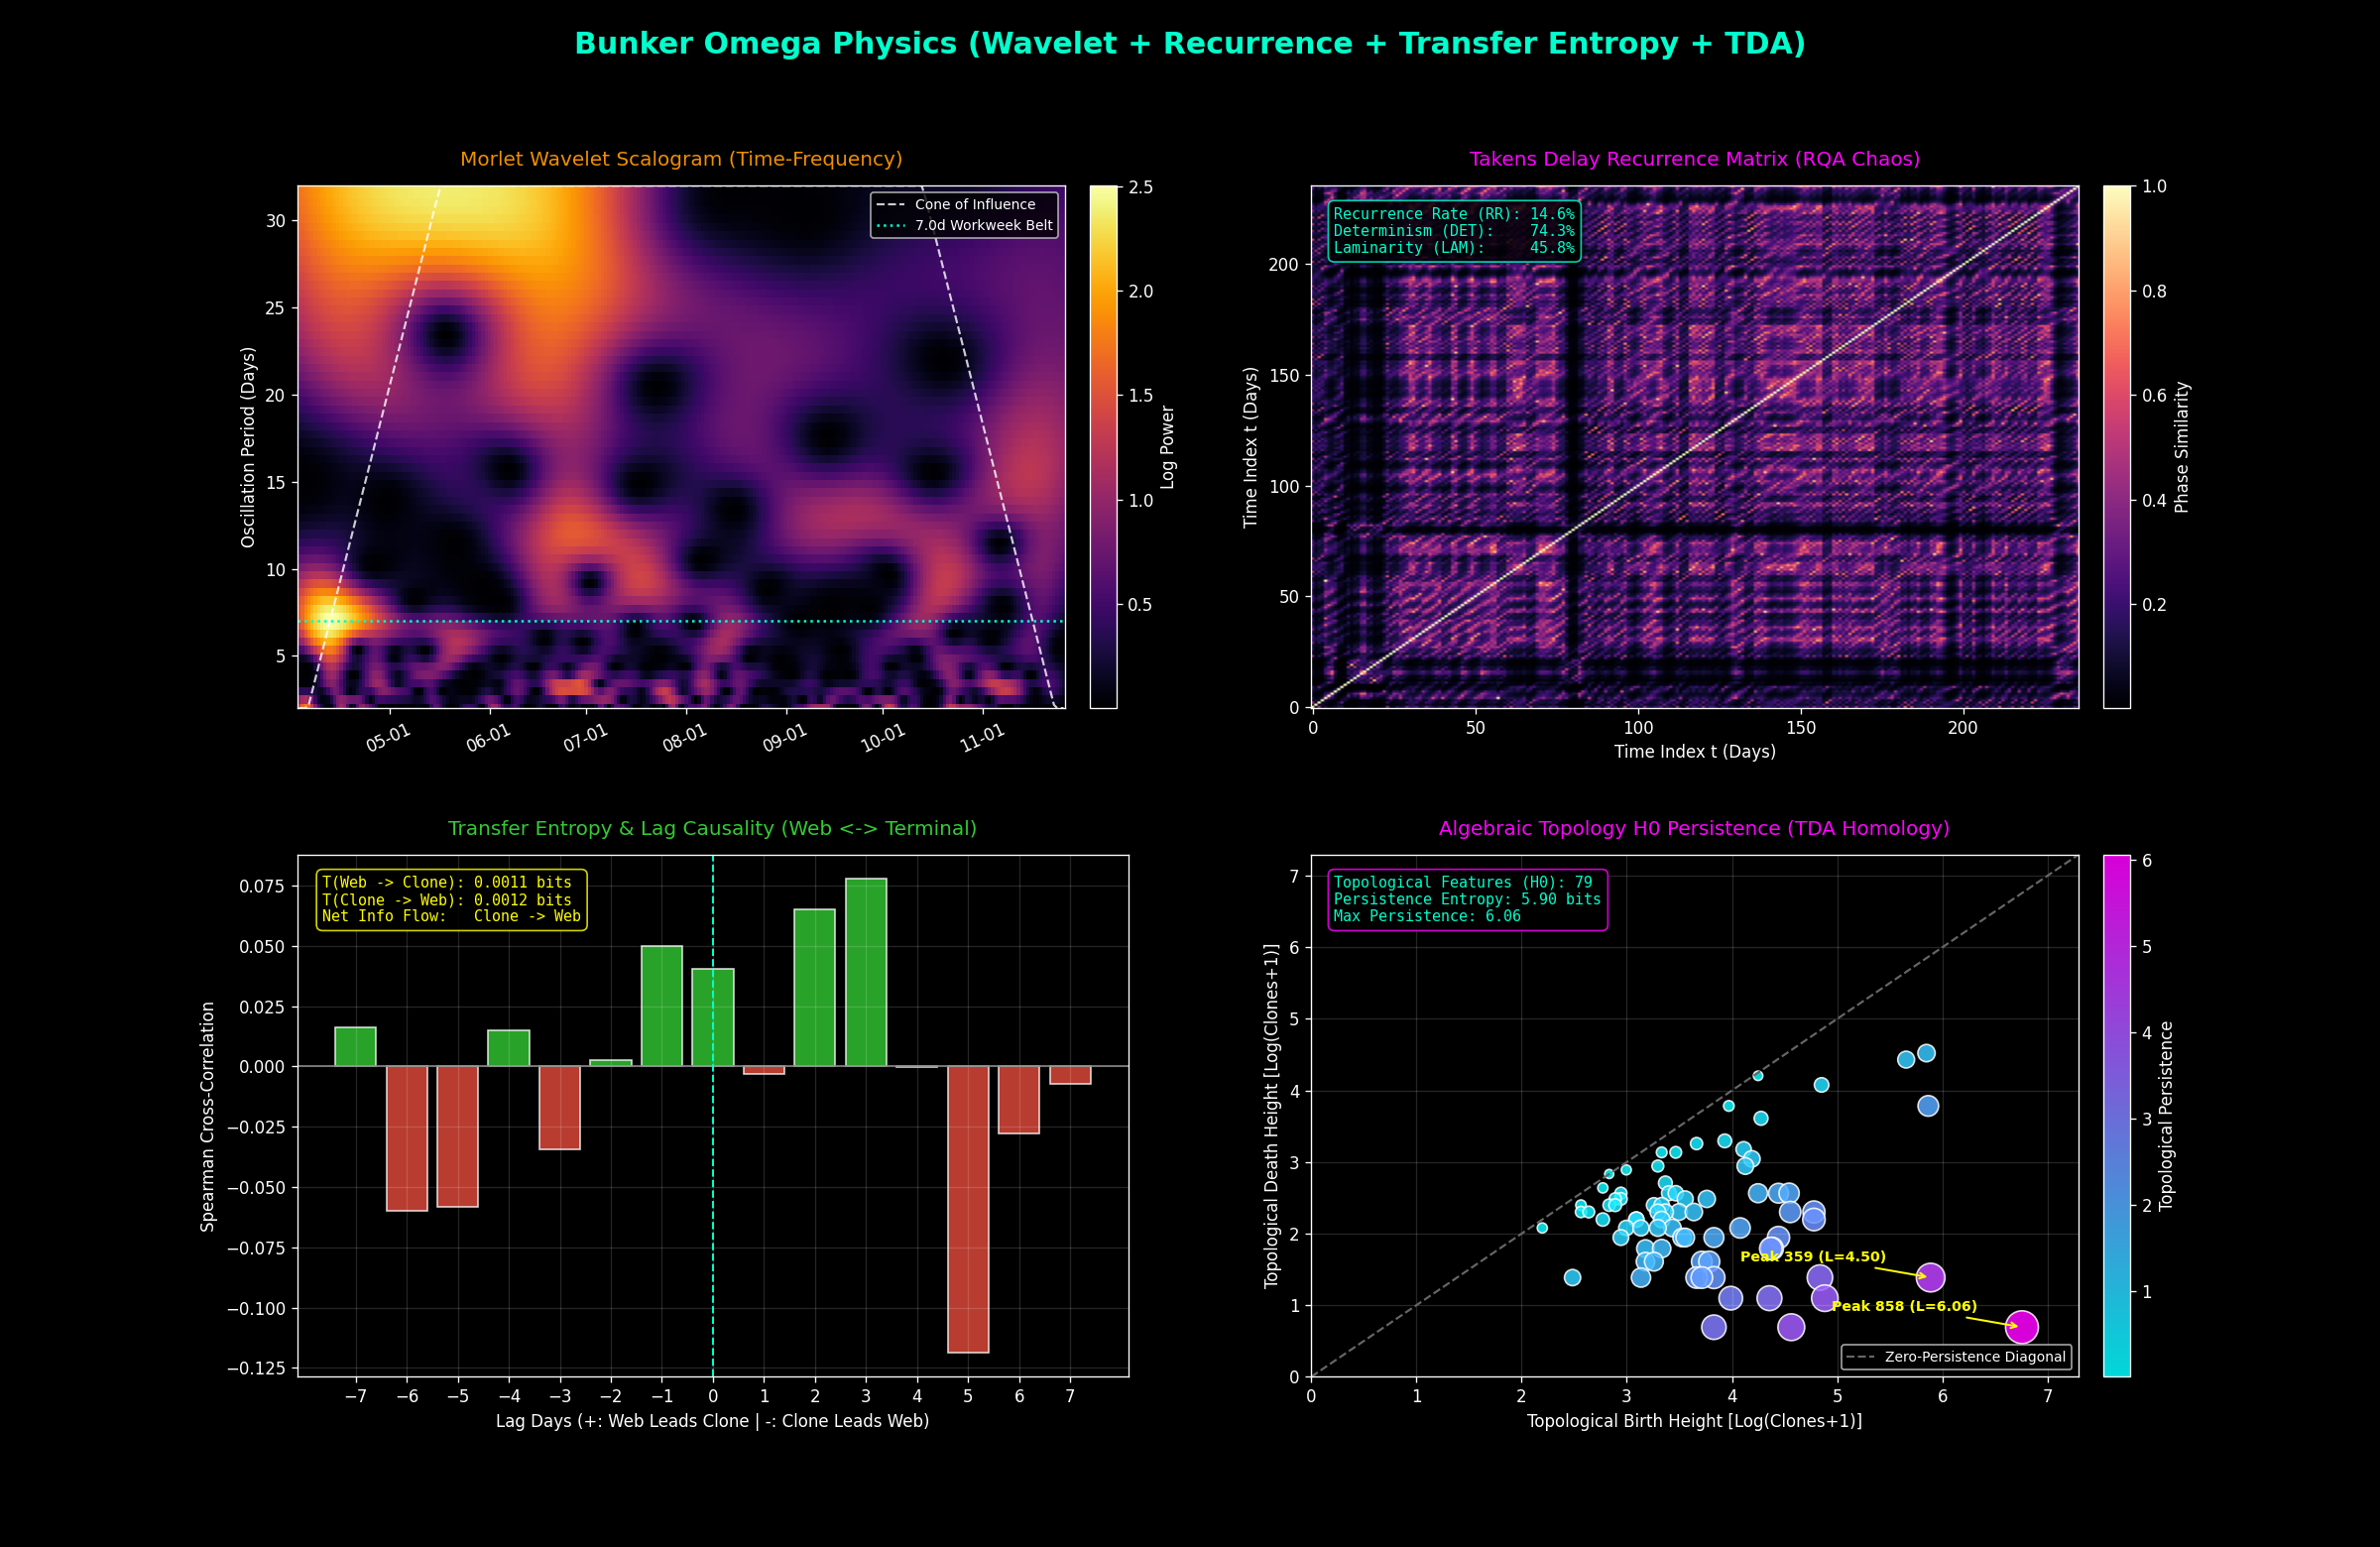 Bunker Omega Physics (Wavelet + Recurrence + Transfer Entropy + TDA)
Morlet Wavelet Scalogram (Time-Frequency)
Oscillation Period (Days)
30
25
20
15
10
5
Cone of Influence
7.0d Workweek Belt
05-01
06-01
07-01
08-01
09-01
10-01
11-01
2.5
2.0
1.5
1.0
0.5
Log Power
Takens Delay Recurrence Matrix (RQA Chaos)
Time Index t (Days)
200
150
100
50
0
Recurrence Rate (RR): 14.6%
Determinism (DET): 74.3%
Laminarity (LAM): 45.8%
0
50
100
150
200
Time Index t (Days)
1.0
0.8
0.6
0.4
0.2
Phase Similarity
Transfer Entropy & Lag Causality (Web <-> Terminal)
Spearman Cross-Correlation
0.075
0.050
0.025
0.000
−0.025
−0.050
−0.075
−0.100
−0.125
T(Web -> Clone): 0.0011 bits
T(Clone -> Web): 0.0012 bits
Net Info Flow: Clone -> Web
−7
−6
−5
−4
−3
−2
−1
0
1
2
3
4
5
6
7
Lag Days (+: Web Leads Clone | -: Clone Leads Web)
Algebraic Topology H0 Persistence (TDA Homology)
Topological Death Height [Log(Clones+1)]
7
6
5
4
3
2
1
0
Topological Features (H0): 79
Persistence Entropy: 5.90 bits
Max Persistence: 6.06
Peak 359 (L=4.50)
Peak 858 (L=6.06)
Zero-Persistence Diagonal
0
1
2
3
4
5
6
7
Topological Birth Height [Log(Clones+1)]
6
5
4
3
2
1
Topological Persistence